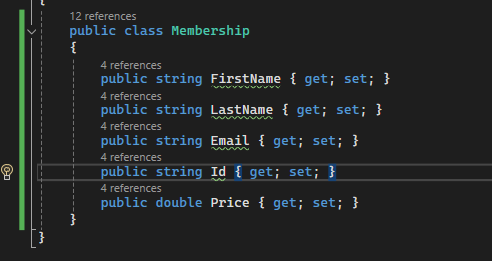 {
12 references
public class Membership
{
4 references
public string FirstName { get; set; }
4 references
public string LastName { get; set; }
4 references
public string Email { get; set; }
4 references
public string Id { get; set; }
4 references
public double Price { get; set; }
}
}